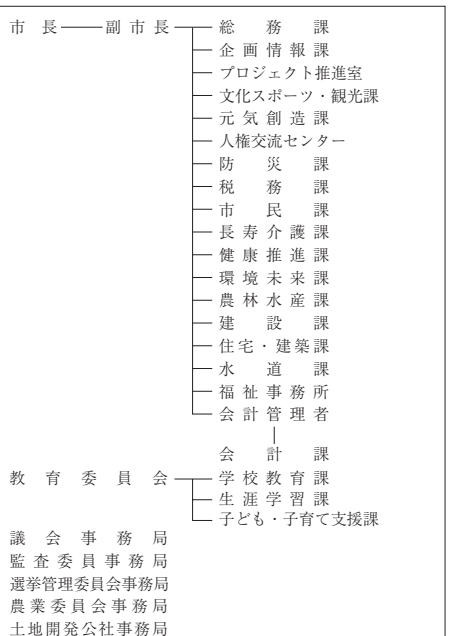 市長 副市長 総務課
企画情報課
プロジェクト推進室
文化スポーツ・観光課
元気創造課
人権交流センター
防災課
税務課
市民課
長寿介護課
健康推進課
環境未来課
農林水産課
建設課
住宅・建築課
水道課
福祉事務所
会計管理者
会計課
教育委員会 学校教育課
生涯学習課
子ども・子育て支援課
議会事務局
監査委員事務局
選挙管理委員会事務局
農業委員会事務局
土地開発公社事務局